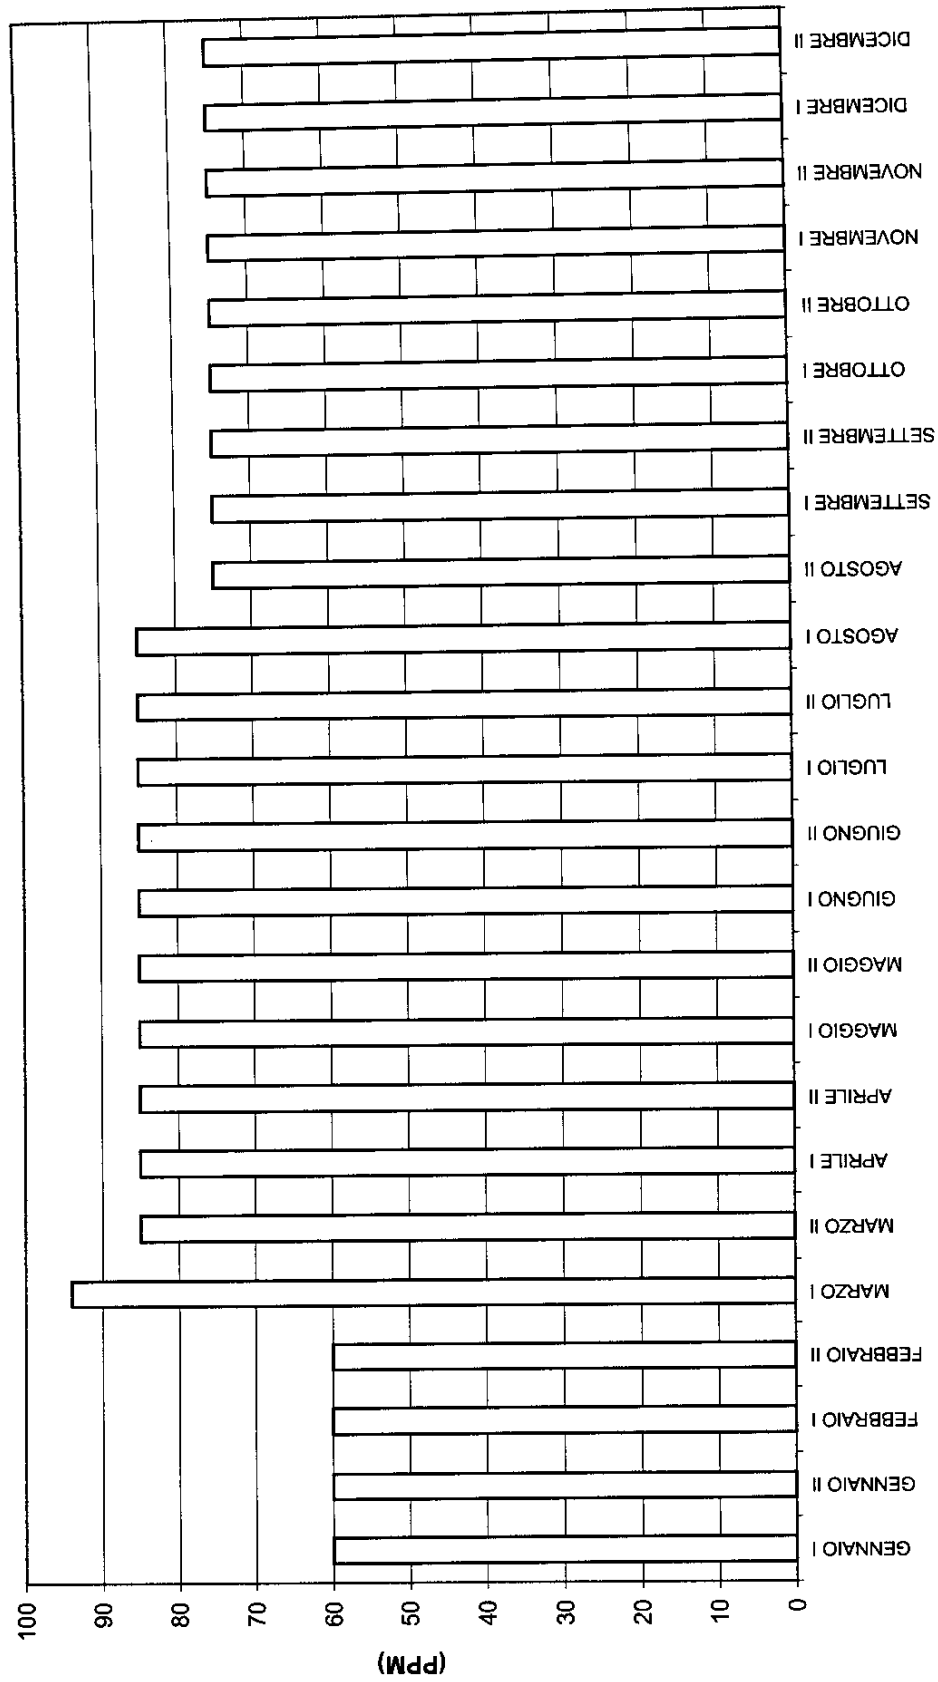 (PPM)
100
90
80
70
60
50
40
30
20
10
0
GENNAIO I
GENNAIO II
FEBBRAIO I
FEBBRAIO II
MARZO I
MARZO II
APRILE I
APRILE II
MAGGIO I
MAGGIO II
GIUGNO I
GIUGNO II
LUGLIO I
LUGLIO II
AGOSTO I
AGOSTO II
SETTEMBRE I
SETTEMBRE II
OTTOBRE I
OTTOBRE II
NOVEMBRE I
NOVEMBRE II
DICEMBRE I
DICEMBRE II